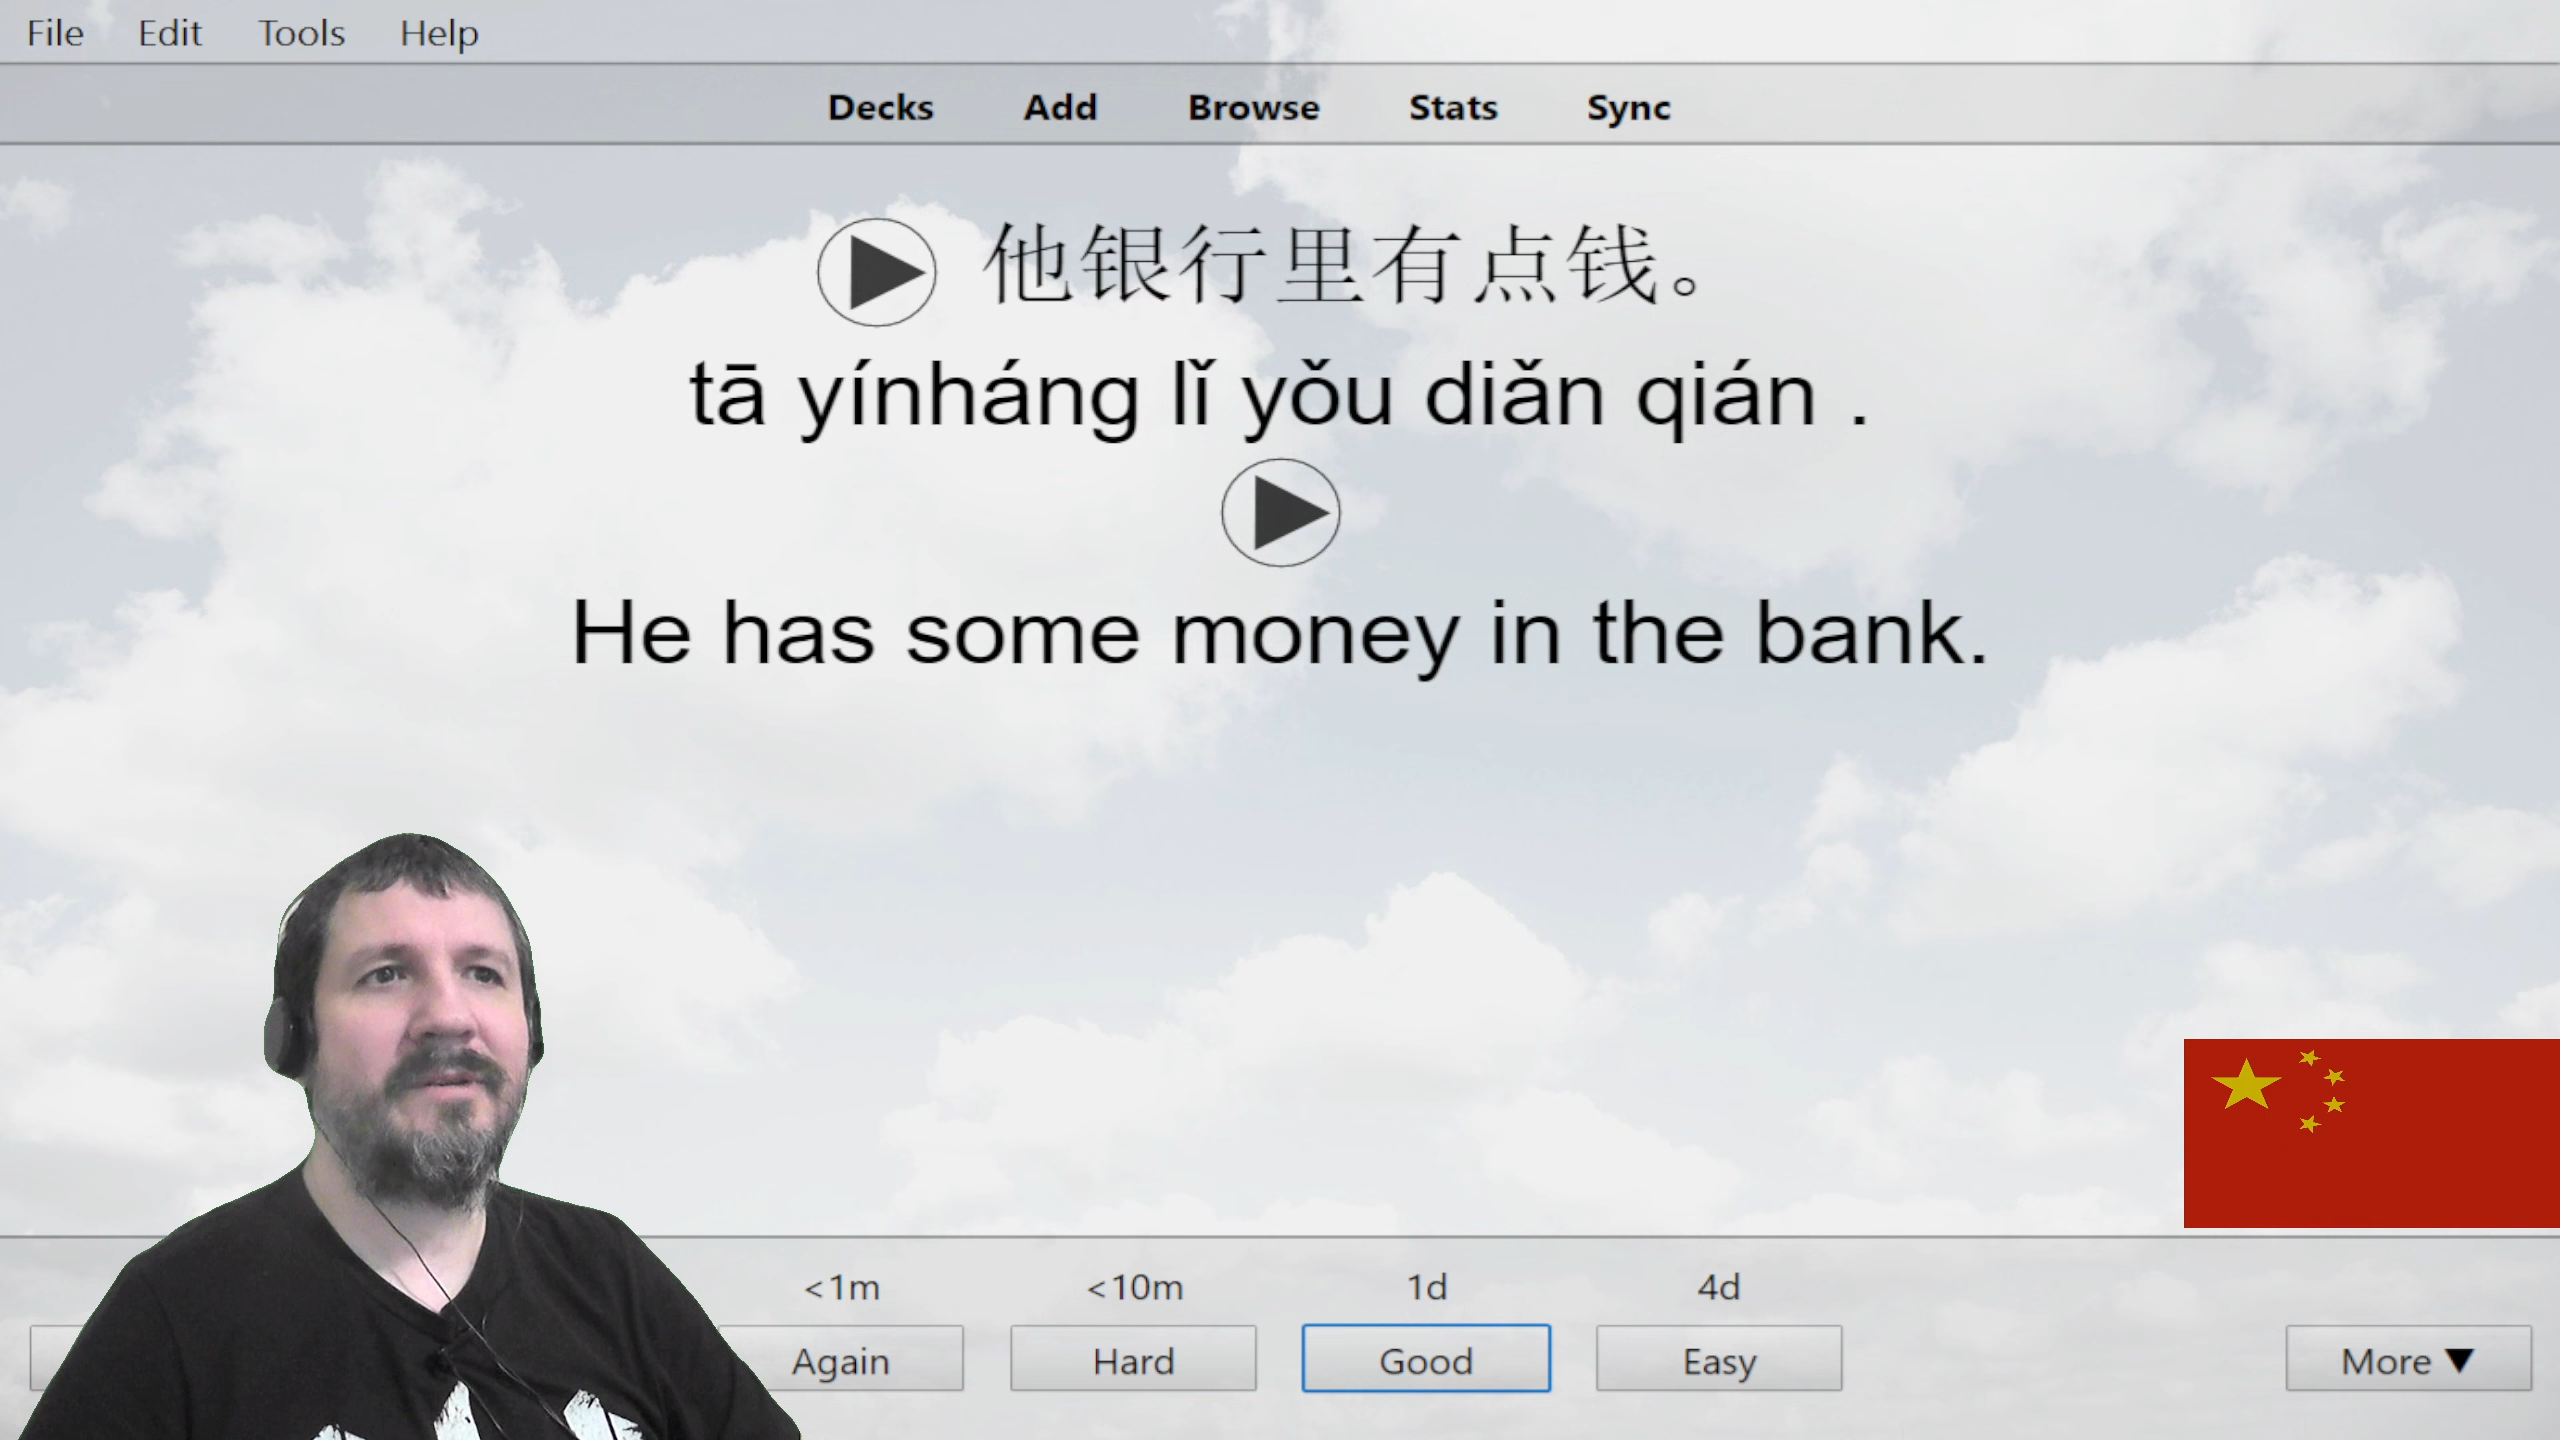 File Edit Tools Help
Decks Add Browse Stats Sync
他银行里有点钱。
tā yínháng lǐ yǒu diǎn qián .
He has some money in the bank.
<1m <10m 1d 4d
Again Hard Good Easy More ▼